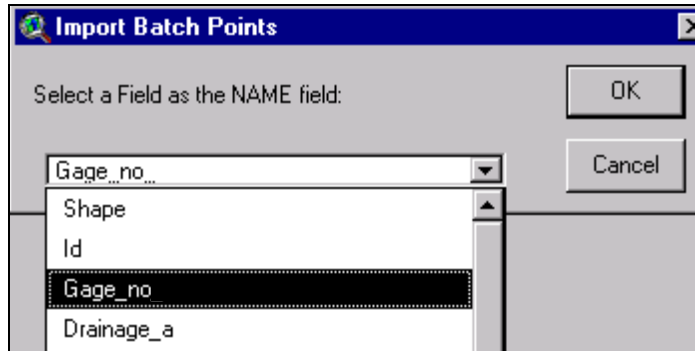 Import Batch Points
Select a Field as the NAME field:
OK
Cancel
Gage_no_
Shape
Id
Gage_no_
Drainage_a